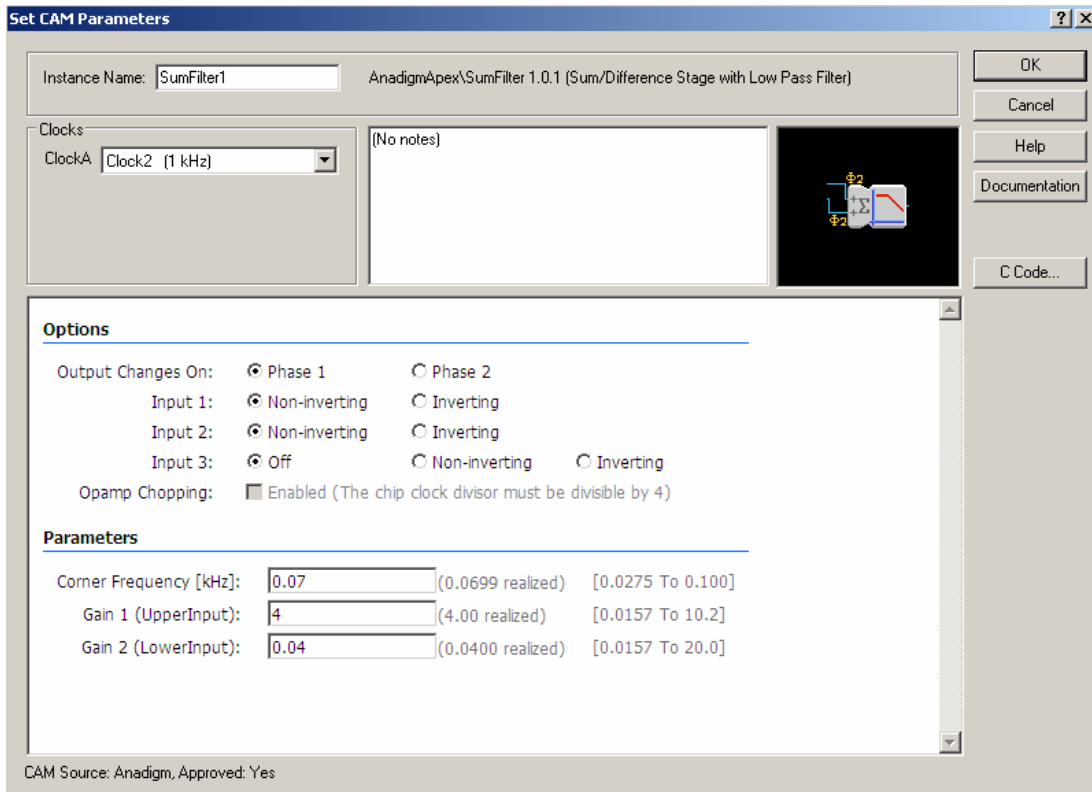 Set CAM Parameters
Instance Name: SumFilter1 AnadigmApex\SumFilter 1.0.1 (Sum/Difference Stage with Low Pass Filter)
OK
Cancel
Help
Documentation
C Code...
Clocks
ClockA Clock2 (1 kHz)
(No notes)
Φ2
+
+
Σ
Φ2
Options
Output Changes On: Phase 1 Phase 2
Input 1: Non-inverting Inverting
Input 2: Non-inverting Inverting
Input 3: Off Non-inverting Inverting
Opamp Chopping: Enabled (The chip clock divisor must be divisible by 4)
Parameters
Corner Frequency [kHz]: 0.07 (0.0699 realized) [0.0275 To 0.100]
Gain 1 (UpperInput): 4 (4.00 realized) [0.0157 To 10.2]
Gain 2 (LowerInput): 0.04 (0.0400 realized) [0.0157 To 20.0]
CAM Source: Anadigm, Approved: Yes